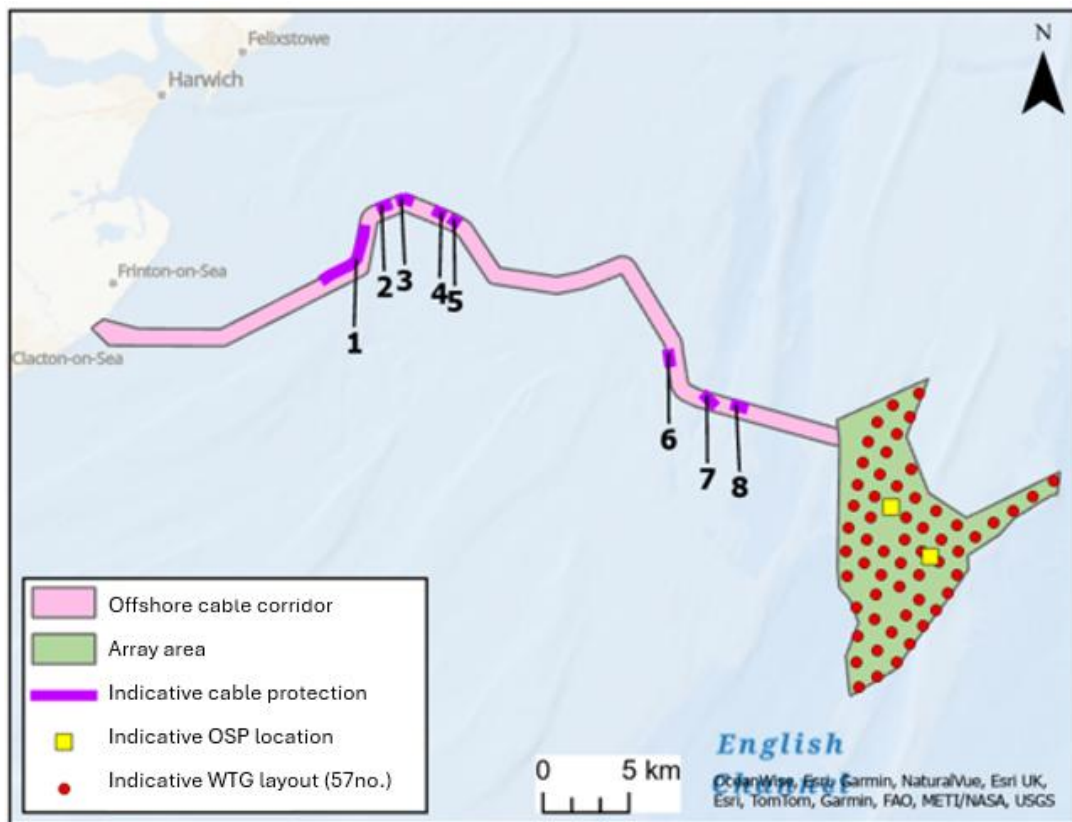 Felixstowe
N
Harwich
Frinton-on-Sea
Clacton-on-Sea
1
2
3
4
5
6
7
8
Offshore cable corridor
Array area
Indicative cable protection
Indicative OSP location
Indicative WTG layout (57no.)
0 5 km
English
Channel
OceanWise, Esri, Garmin, NaturalVue, Esri UK,
Esri, TomTom, Garmin, FAO, METI/NASA, USGS